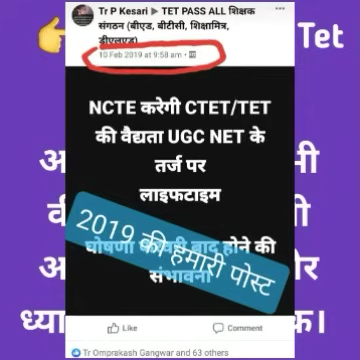 Tet
Tr P Kesari ▶ TET PASS ALL शिक्षक
संगठन (बीएड, बीटीसी, शिक्षामित्र,
डीएलएड)
10 Feb 2019 at 9:58 am
NCTE करेगी CTET/TET
की वैद्यता UGC NET के
तर्ज पर
लाइफटाइम
घोषणा बाद होने की
संभावना
2019 की हमारी पोस्ट
Like Comment
Tr Omprakash Gangwar and 63 others